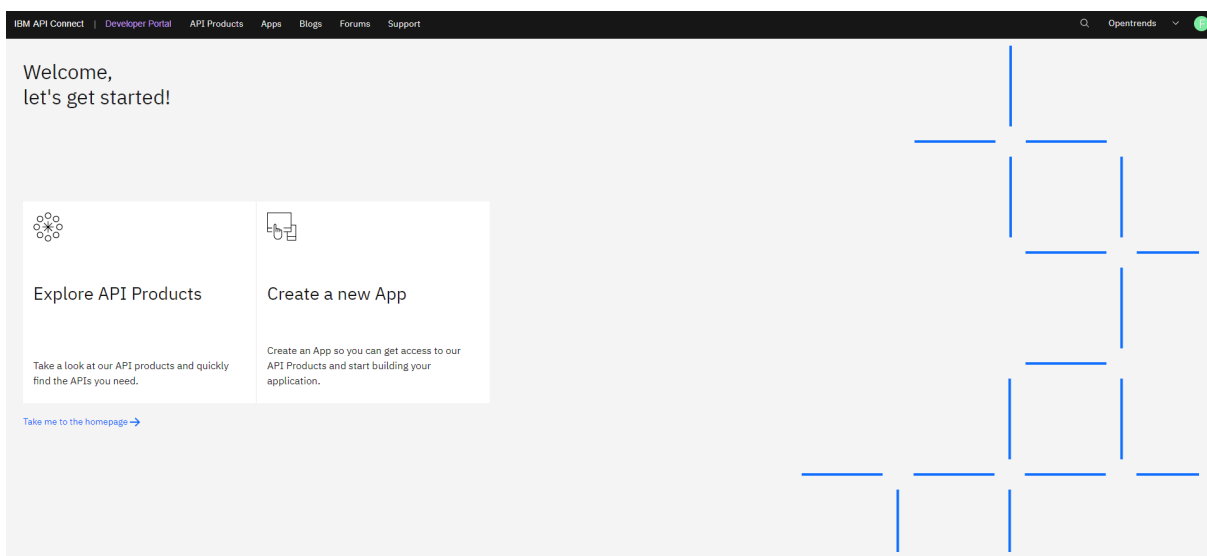 IBM API Connect | Developer Portal API Products Apps Blogs Forums Support Opentrends
Welcome,
let's get started!
Explore API Products
Take a look at our API products and quickly
find the APIs you need.
Create a new App
Create an App so you can get access to our
API Products and start building your
application.
Take me to the homepage